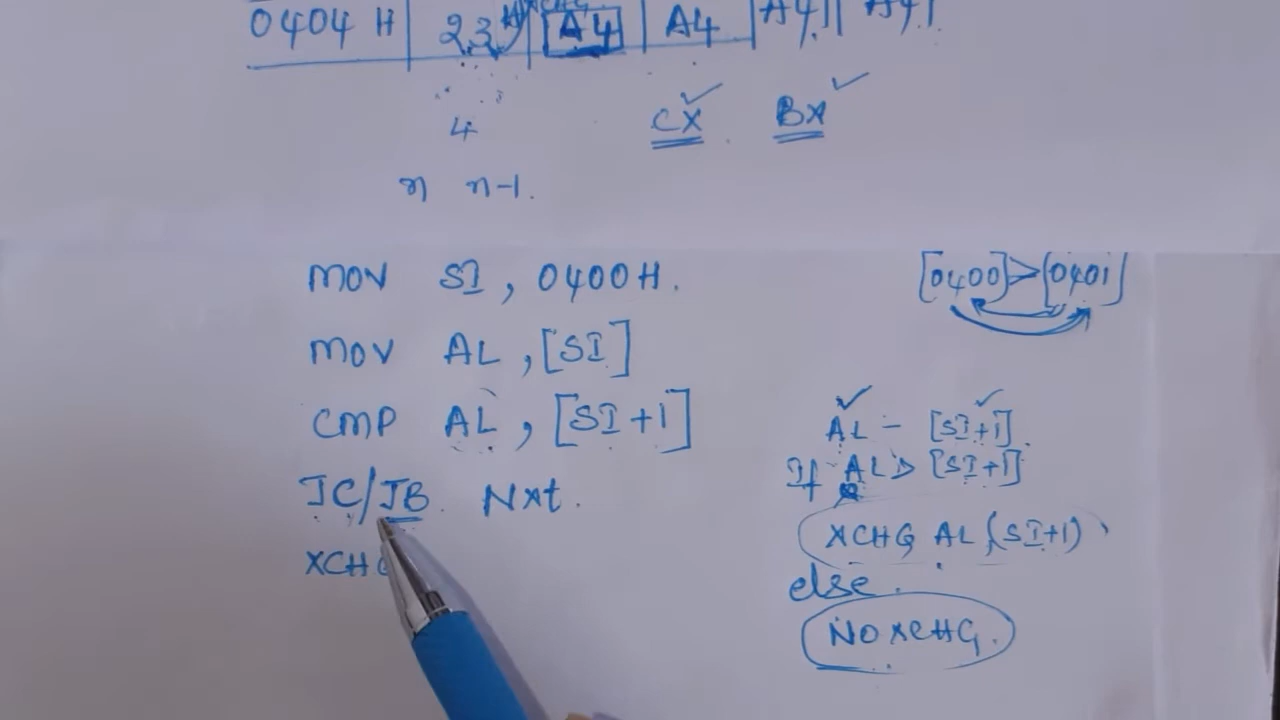 0404 H 23 A4 A4 A4 A4
4 CX BX
n n-1.
MOV SI, 0400H.
[0400]>[0401]
MOV AL,[SI]
CMP AL,[SI+1]
AL - [SI+1].
If AL> [SI+1]
JC/JB. Nxt.
XCHG AL,(SI+1)
XCHG
else.
NO XCHG.